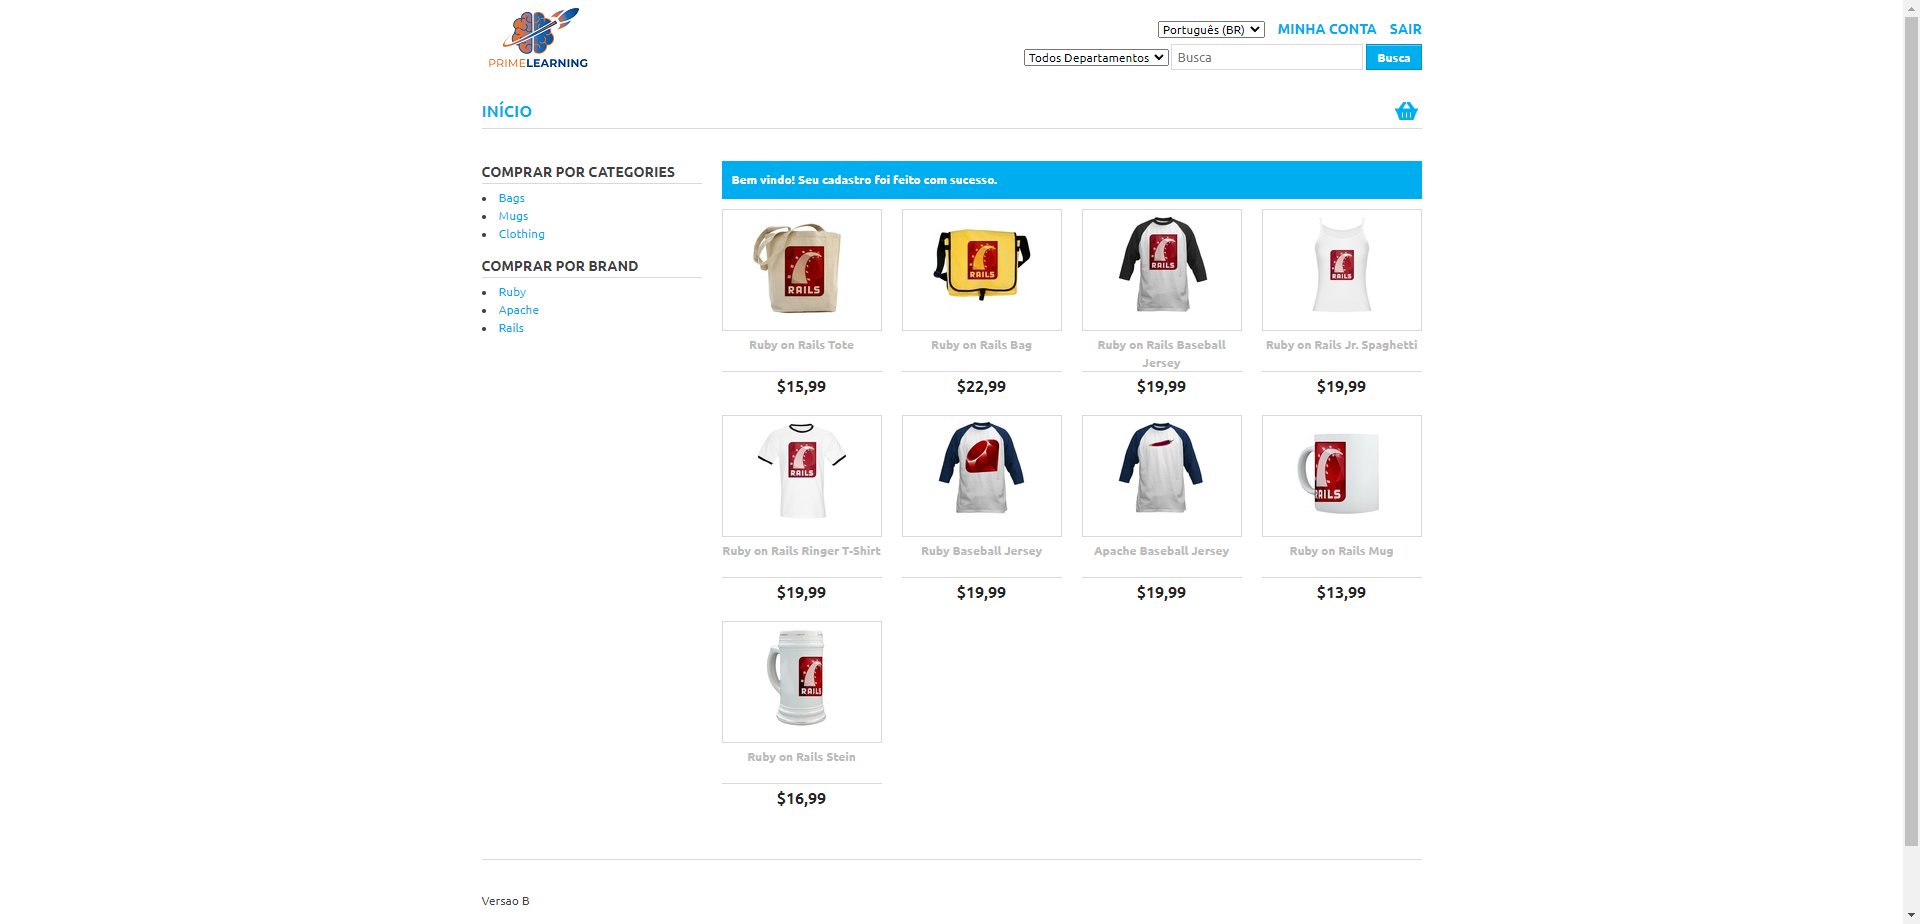 PRIMELEARNING
Português (BR)
MINHA CONTA
SAIR
Todos Departamentos
Busca
Busca
INÍCIO
COMPRAR POR CATEGORIES
Bags
Mugs
Clothing
COMPRAR POR BRAND
Ruby
Apache
Rails
Bem vindo! Seu cadastro foi feito com sucesso.
RAILS
RAILS
RAILS
RAILS
Ruby on Rails Tote
Ruby on Rails Bag
Ruby on Rails Baseball
Jersey
Ruby on Rails Jr. Spaghetti
$15,99
$22,99
$19,99
$19,99
RAILS
RAILS
Ruby on Rails Ringer T-Shirt
Ruby Baseball Jersey
Apache Baseball Jersey
Ruby on Rails Mug
$19,99
$19,99
$19,99
$13,99
RAILS
Ruby on Rails Stein
$16,99
Versao B